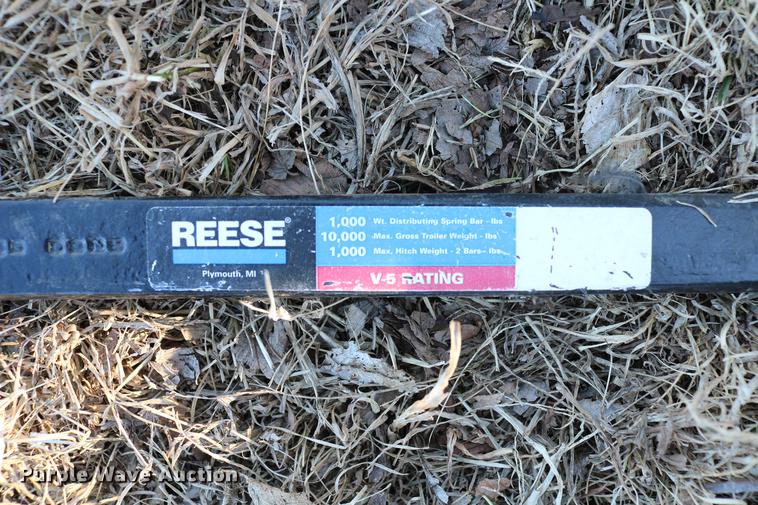 REESE®
Plymouth, MI
1,000 Wt. Distributing Spring Bar - lbs
10,000 Max. Gross Trailer Weight - lbs
1,000 Max. Hitch Weight - 2 Bars - lbs
V-5 RATING
Purple Wave Auction